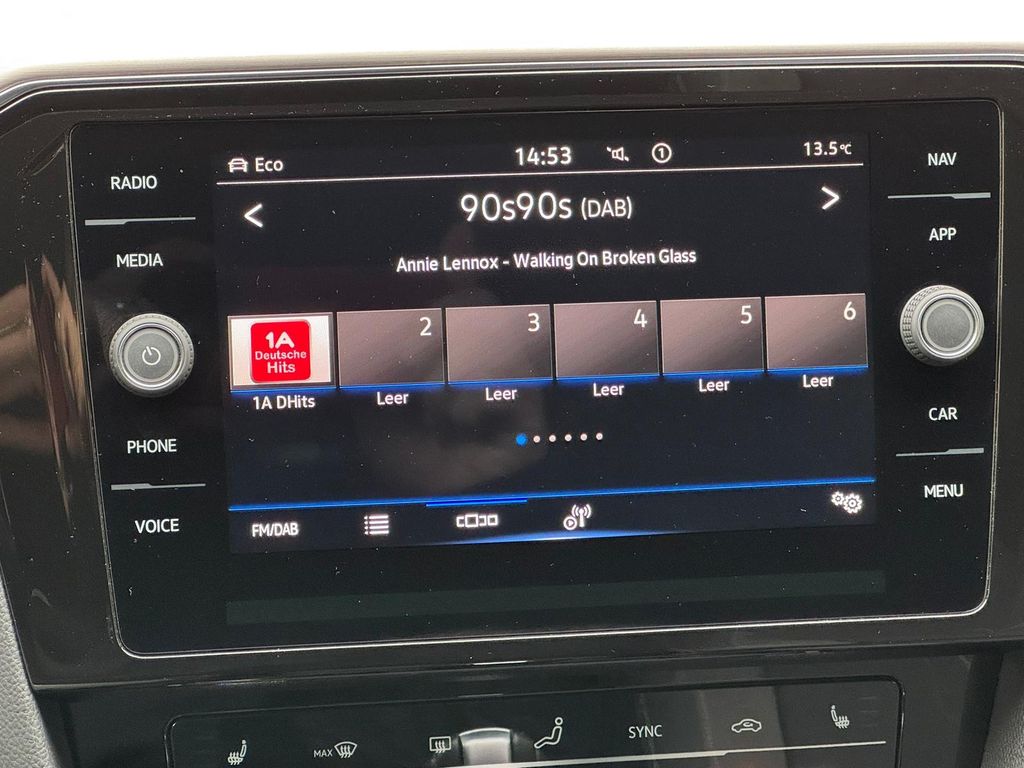 Eco 14:53 1 13.5°C
RADIO
NAV
< 90s90s (DAB) >
APP
MEDIA
Annie Lennox - Walking On Broken Glass
1A 2 3 4 5 6
Deutsche
Hits
1A DHits Leer Leer Leer Leer Leer
CAR
PHONE
MENU
VOICE
FM/DAB
MAX SYNC